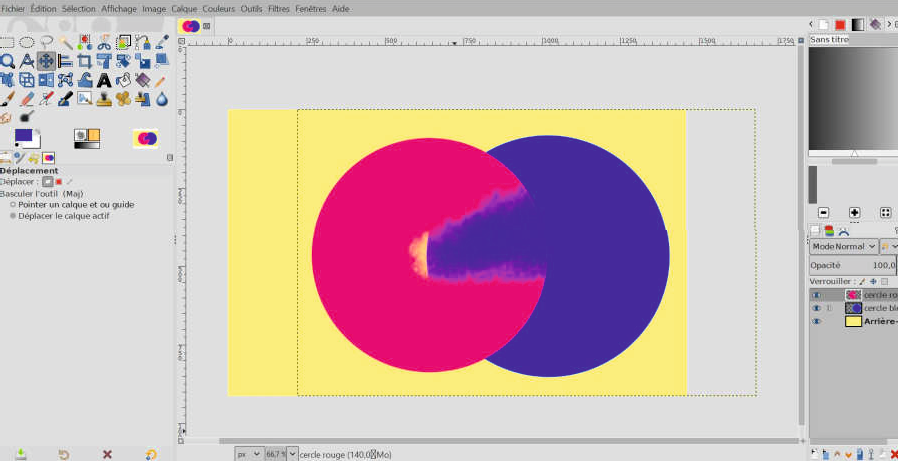 Fichier Édition Sélection Affichage Image Calque Couleurs Outils Filtres Fenêtres Aide
Sans titre
0 250 500 750 1000 1250 1500 1750
Déplacement
Déplacer :
Basculer l'outil (Maj)
Pointer un calque et ou guide
Déplacer le calque actif
Mode Normal
Opacité 100,0
Verrouiller :
cercle ro
cercle ble
Arrière-
px 66,7 % cercle rouge (140,0 Mo)